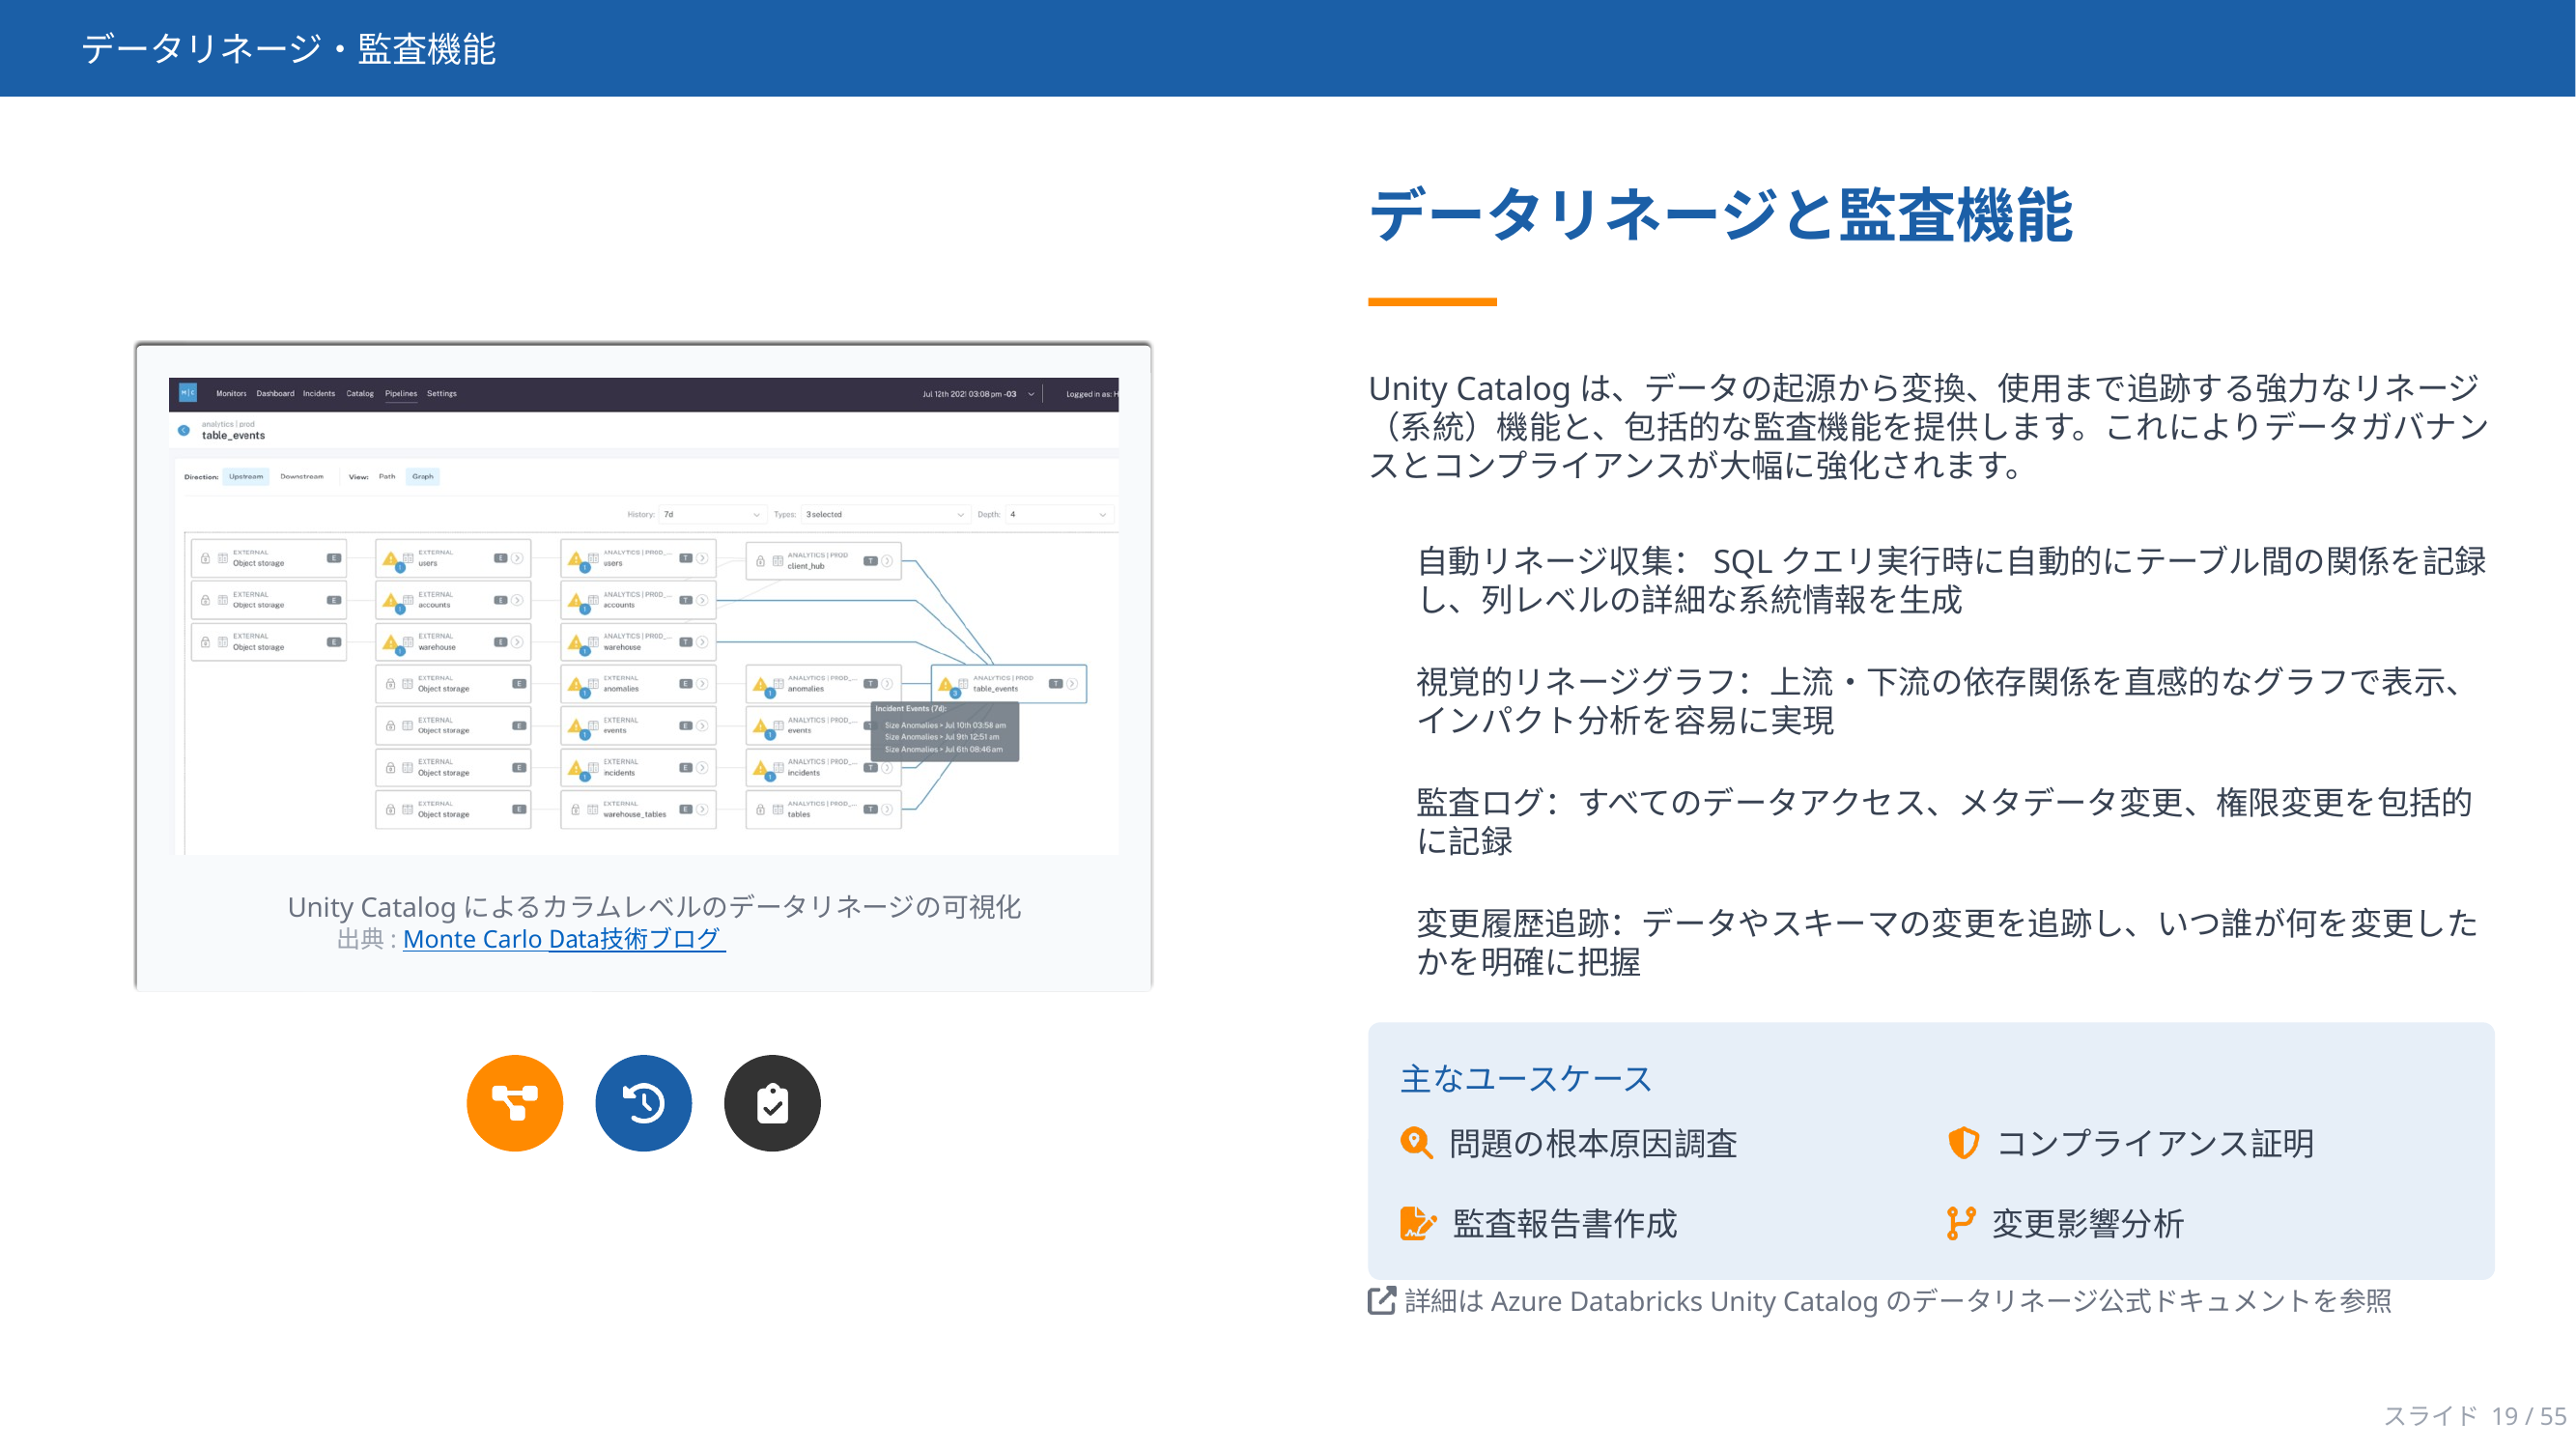 データリネージ・監査機能
M|C Monitors Dashboard Incidents Catalog Pipelines Settings Jul 12th 2021 03:08 pm -03 Logged in as: H
analytics | prod
table_events
Direction: Upstream Downstream View: Path Graph
History: 7d Types: 3 selected Depth: 4
EXTERNAL Object storage E
EXTERNAL users E
ANALYTICS | PROD_... users T
ANALYTICS | PROD client_hub T
EXTERNAL Object storage E
EXTERNAL accounts E
ANALYTICS | PROD_... accounts T
EXTERNAL Object storage E
EXTERNAL warehouse E
ANALYTICS | PROD_... warehouse T
EXTERNAL Object storage E
EXTERNAL anomalies E
ANALYTICS | PROD_... anomalies T
ANALYTICS | PROD table_events T
EXTERNAL Object storage E
EXTERNAL events E
ANALYTICS | PROD_... events
Incident Events (7d):
Size Anomalies • Jul 10th 03:58 am
Size Anomalies • Jul 9th 12:51 am
Size Anomalies • Jul 6th 08:46 am
EXTERNAL Object storage E
EXTERNAL incidents E
ANALYTICS | PROD_... incidents T
EXTERNAL Object storage E
EXTERNAL warehouse_tables E
ANALYTICS | PROD_... tables T
Unity Catalog によるカラムレベルのデータリネージの可視化
出典 : Monte Carlo Data技術ブログ
データリネージと監査機能
Unity Catalog は、データの起源から変換、使用まで追跡する強力なリネージ
（系統）機能と、包括的な監査機能を提供します。これによりデータガバナン
スとコンプライアンスが大幅に強化されます。
自動リネージ収集： SQL クエリ実行時に自動的にテーブル間の関係を記録
し、列レベルの詳細な系統情報を生成
視覚的リネージグラフ：上流・下流の依存関係を直感的なグラフで表示、
インパクト分析を容易に実現
監査ログ：すべてのデータアクセス、メタデータ変更、権限変更を包括的
に記録
変更履歴追跡：データやスキーマの変更を追跡し、いつ誰が何を変更した
かを明確に把握
主なユースケース
問題の根本原因調査
コンプライアンス証明
監査報告書作成
変更影響分析
詳細は Azure Databricks Unity Catalog のデータリネージ公式ドキュメントを参照
スライド 19 / 55